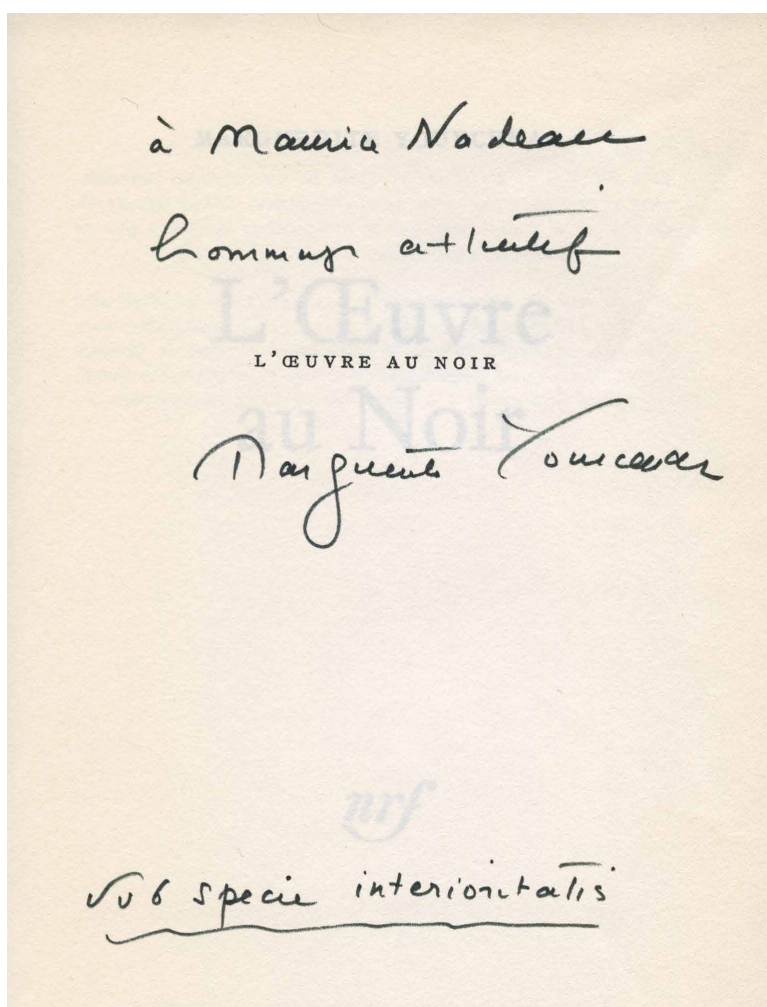 à Maurice Nadeau
hommage attentif
L'ŒUVRE AU NOIR
Marguerite Yourcenar
nrf
Sub specie interioritatis